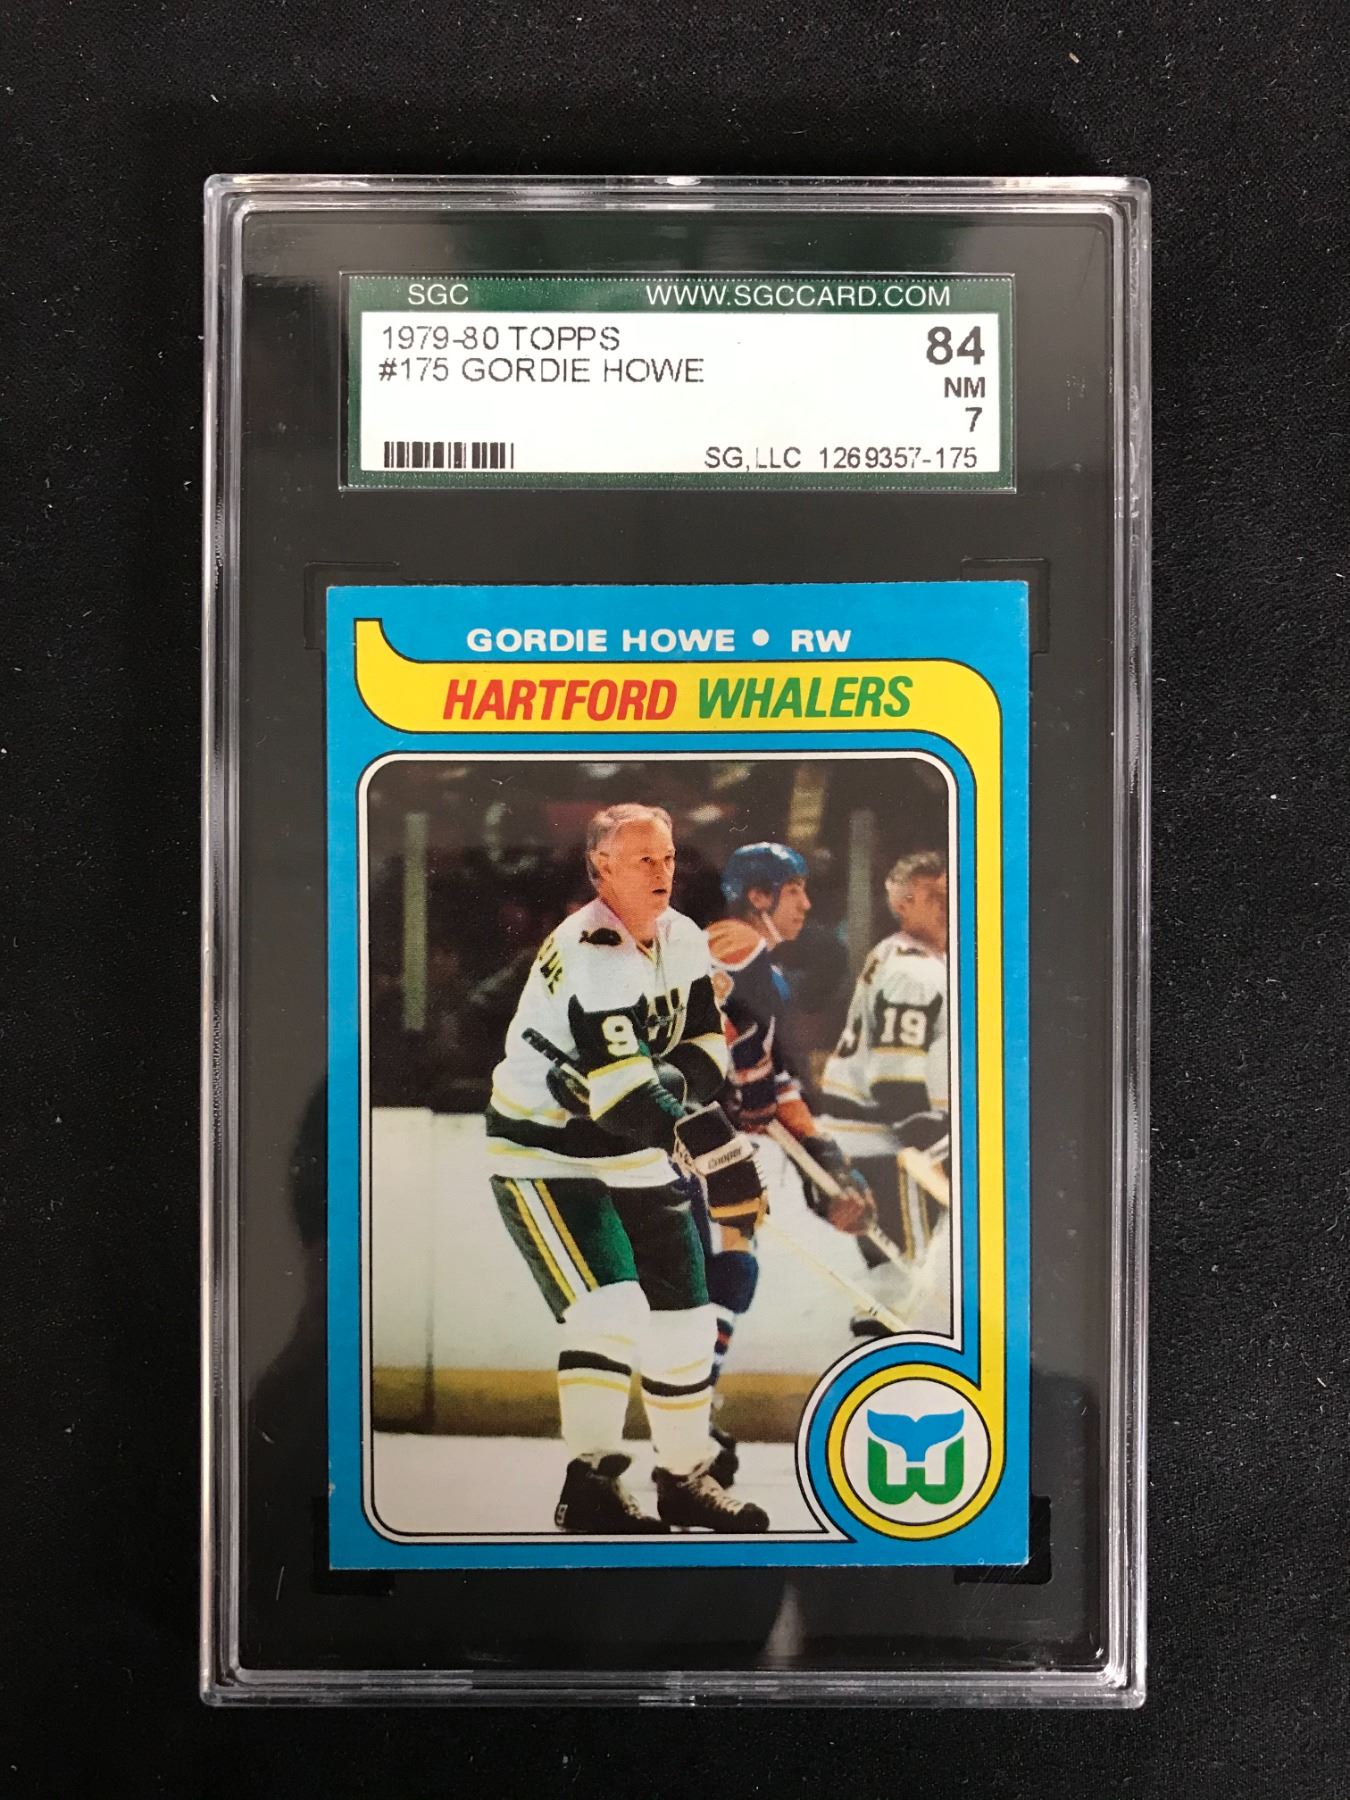 SGC WWW.SGCCARD.COM
1979-80 TOPPS 84
#175 GORDIE HOWE NM
7
SG, LLC 1269357-175
GORDIE HOWE • RW
HARTFORD WHALERS
9
19
Cooper